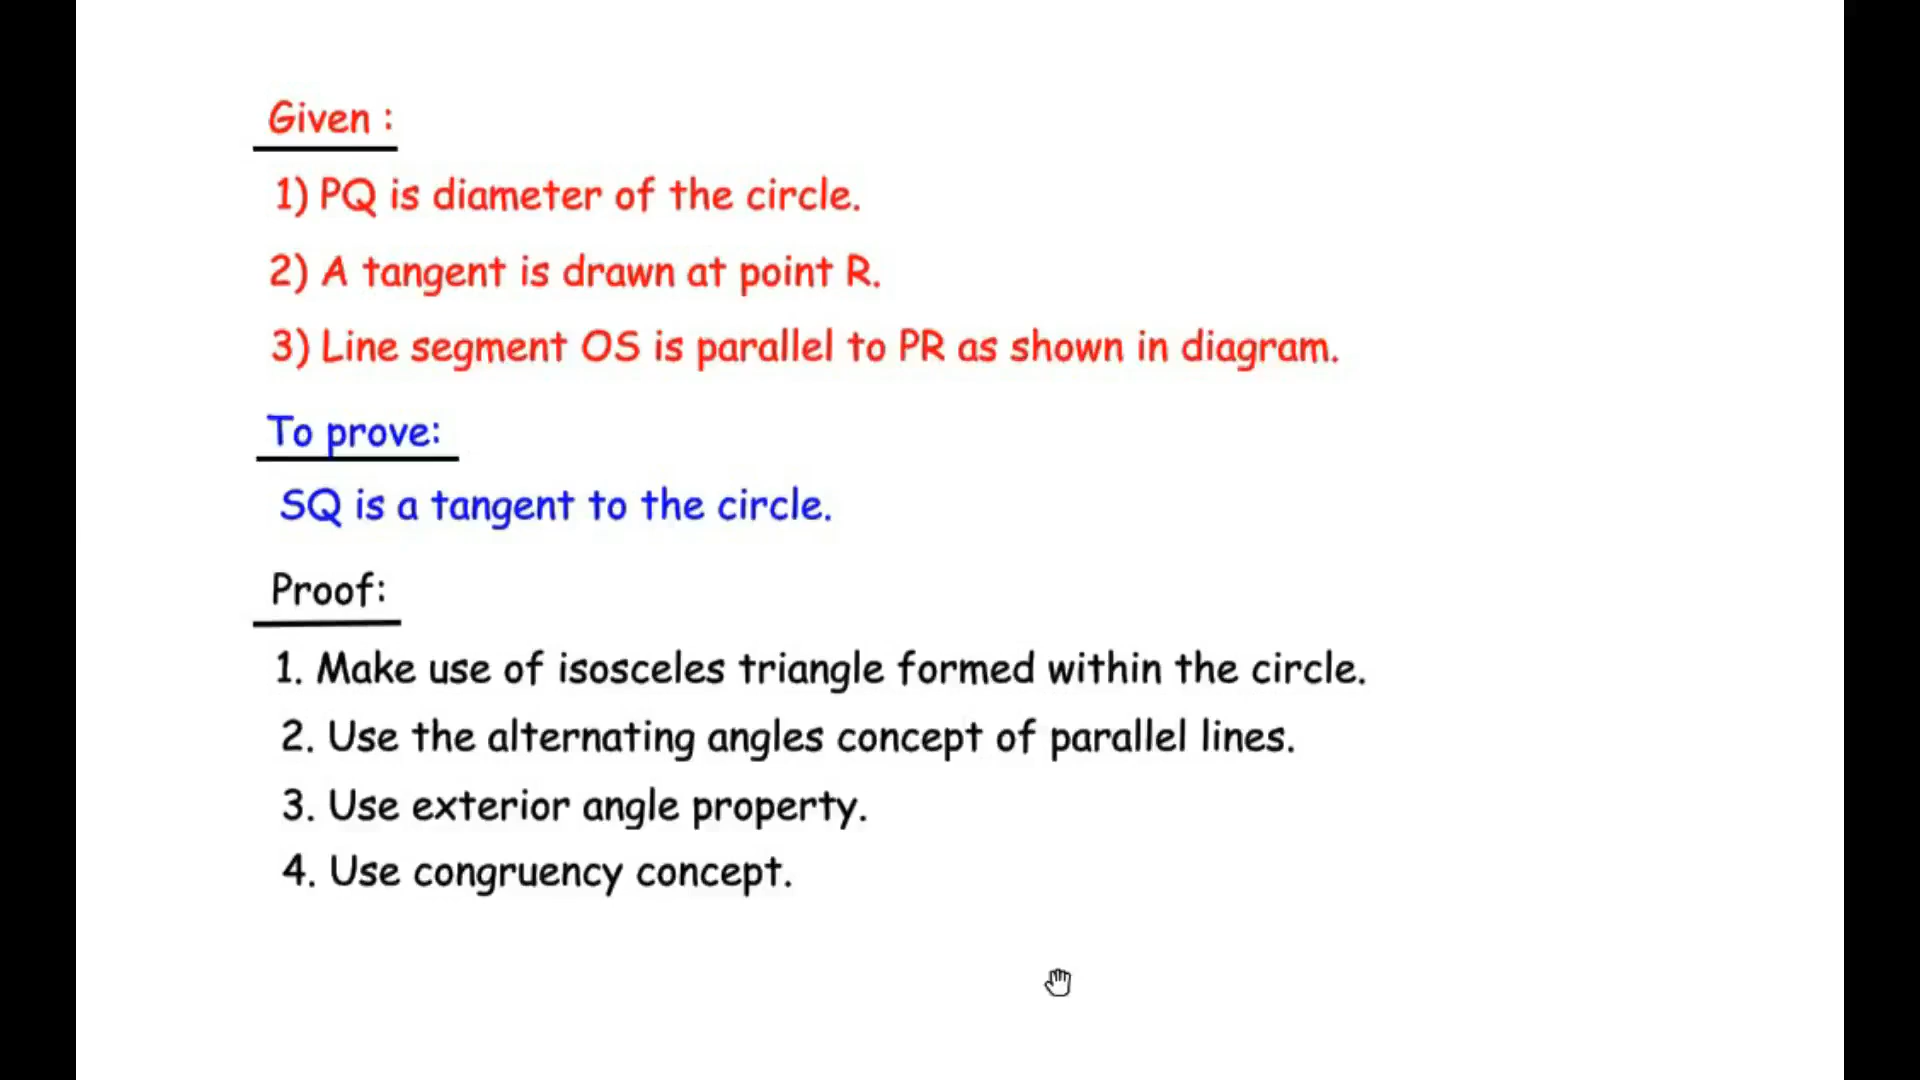 Given :
1) PQ is diameter of the circle.
2) A tangent is drawn at point R.
3) Line segment OS is parallel to PR as shown in diagram.
To prove:
SQ is a tangent to the circle.
Proof:
1. Make use of isosceles triangle formed within the circle.
2. Use the alternating angles concept of parallel lines.
3. Use exterior angle property.
4. Use congruency concept.